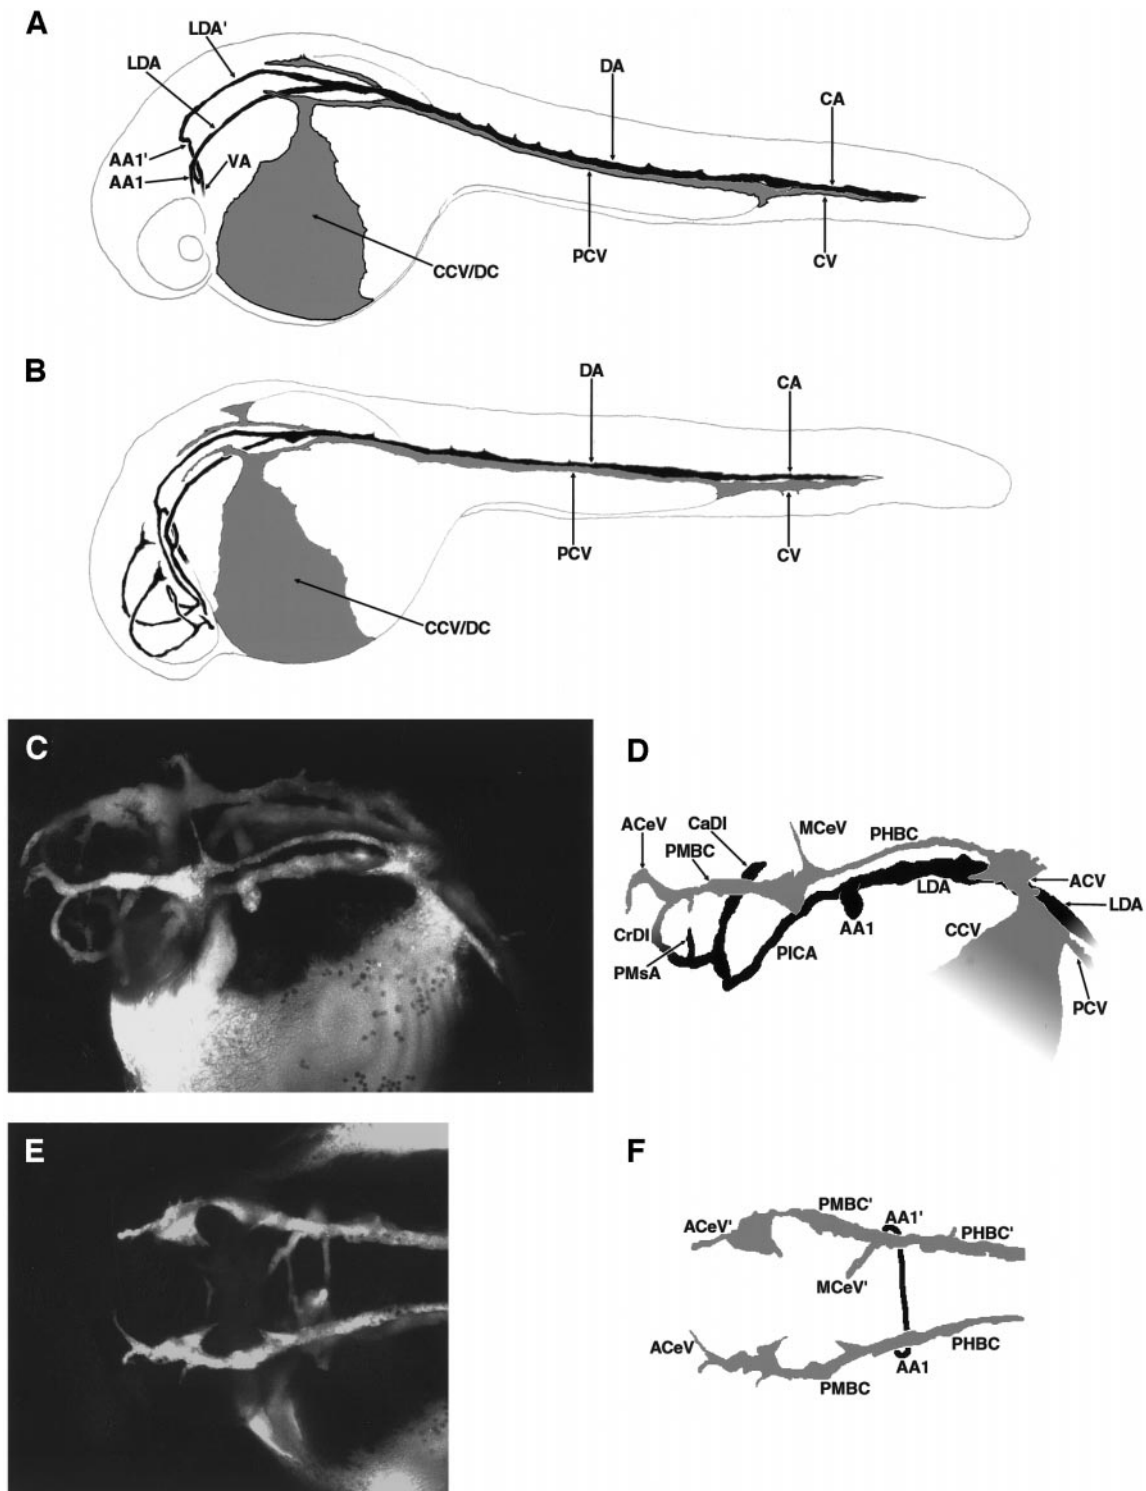 A
LDA'
LDA
DA
CA
AA1'
VA
AA1
CCV/DC
PCV
CV
B
DA
CA
PCV
CV
CCV/DC
C
D
ACeV
CaDI
MCeV
PHBC
PMBC
ACV
LDA
LDA
CrDI
AA1
CCV
PMsA
PICA
PCV
E
F
PMBC'
AA1'
ACeV'
PHBC'
MCeV'
ACeV
PHBC
AA1
PMBC